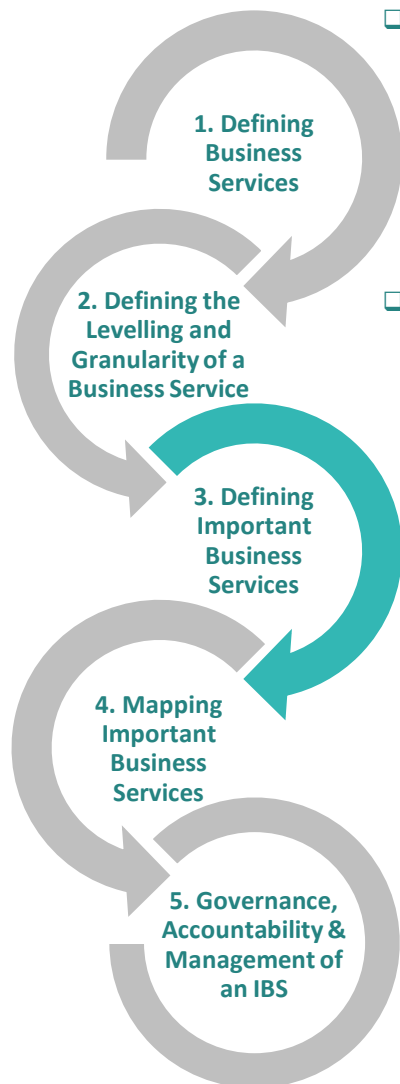 1. Defining
Business
Services
2. Defining the
Levelling and
Granularity of a
Business Service
3. Defining
Important
Business
Services
4. Mapping
Important
Business
Services
5. Governance,
Accountability &
Management of
an IBS